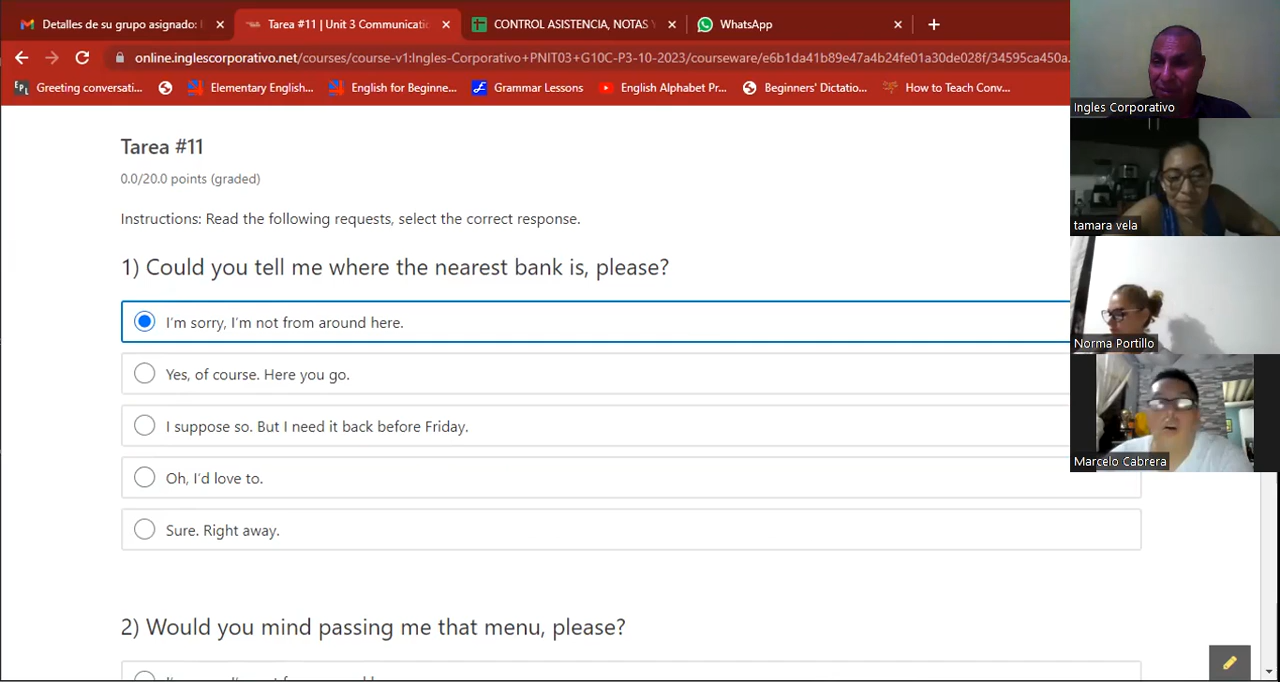 Detalles de su grupo asignado:
Tarea #11 | Unit 3 Communicatio
CONTROL ASISTENCIA, NOTAS
WhatsApp
online.inglescorporativo.net/courses/course-v1:Ingles-Corporativo+PNIT03+G10C-P3-10-2023/courseware/e6b1da41b89e47a4b24fe01a30de028f/34595ca450a
Greeting conversati...
Elementary English...
English for Beginne...
Grammar Lessons
English Alphabet Pr...
Beginners' Dictatio...
How to Teach Conv...
Ingles Corporativo
tamara vela
Norma Portillo
Marcelo Cabrera
Tarea #11
0.0/20.0 points (graded)
Instructions: Read the following requests, select the correct response.
1) Could you tell me where the nearest bank is, please?
I'm sorry, I'm not from around here.
Yes, of course. Here you go.
I suppose so. But I need it back before Friday.
Oh, I'd love to.
Sure. Right away.
2) Would you mind passing me that menu, please?